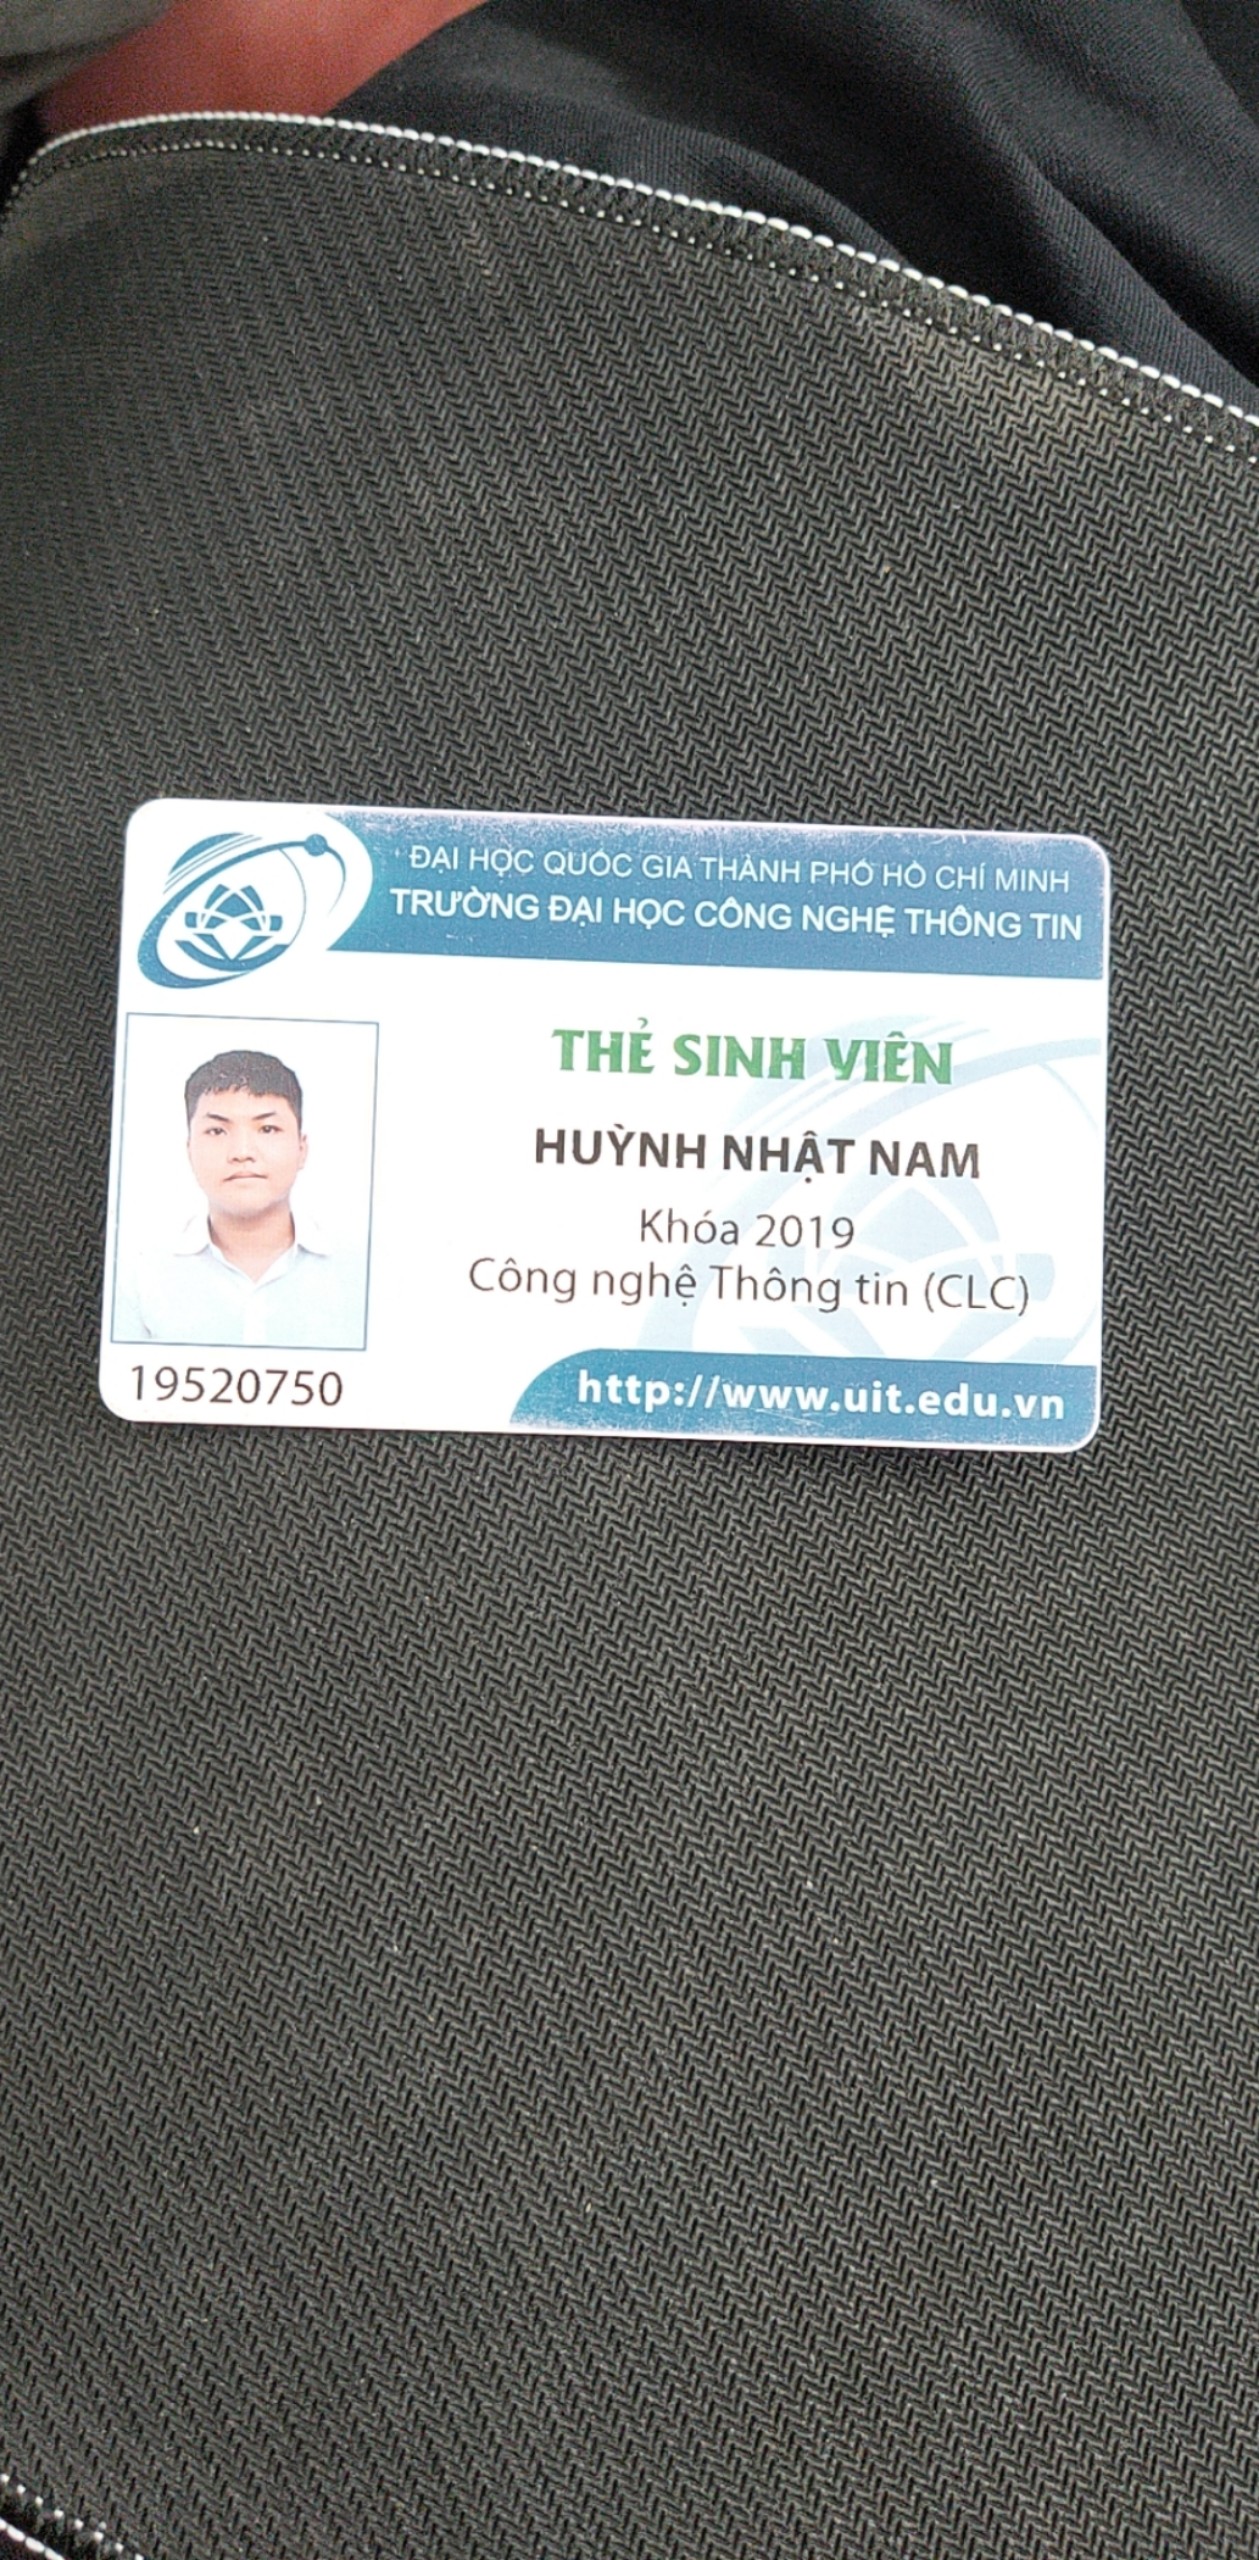 ĐẠI HỌC QUỐC GIA THÀNH PHỐ HỒ CHÍ MINH
TRƯỜNG ĐẠI HỌC CÔNG NGHỆ THÔNG TIN
THẺ SINH VIÊN
HUỲNH NHẬT NAM
Khóa 2019
Công nghệ Thông tin (CLC)
19520750
http://www.uit.edu.vn